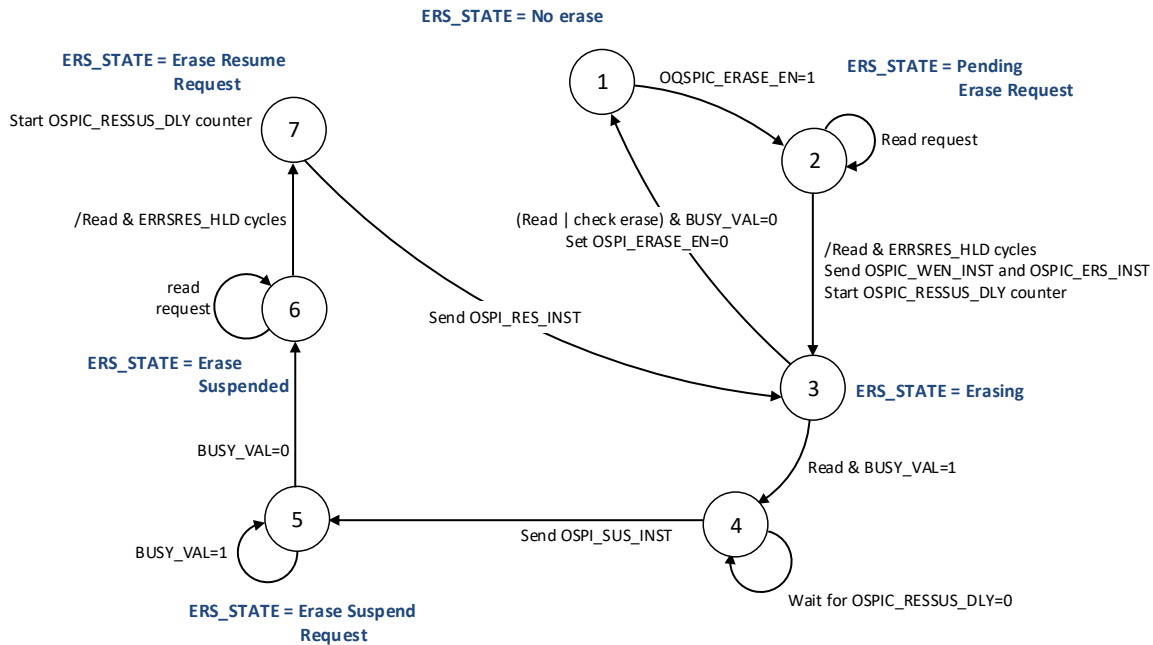 ERS_STATE = No erase
ERS_STATE = Erase Resume
Request
1
OQSPIC_ERASE_EN=1
ERS_STATE = Pending
Erase Request
7
Start OSPIC_RESSUS_DLY counter
2
Read request
/Read & ERRSRES_HLD cycles
(Read | check erase) & BUSY_VAL=0
Set OSPI_ERASE_EN=0
/Read & ERRSRES_HLD cycles
Send OSPIC_WEN_INST and OSPIC_ERS_INST
Start OSPIC_RESSUS_DLY counter
read
request
6
Send OSPI_RES_INST
ERS_STATE = Erase
Suspended
3
ERS_STATE = Erasing
BUSY_VAL=0
Read & BUSY_VAL=1
5
4
Send OSPI_SUS_INST
BUSY_VAL=1
Wait for OSPIC_RESSUS_DLY=0
ERS_STATE = Erase Suspend
Request